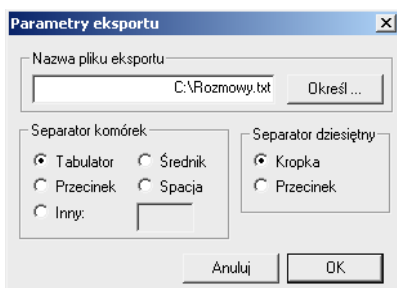 Parametry eksportu
Nazwa pliku eksportu
C:\Rozmowy.txt
Określ ...
Separator komórek
Tabulator Średnik
Przecinek Spacja
Inny:
Separator dziesiętny
Kropka
Przecinek
Anuluj OK